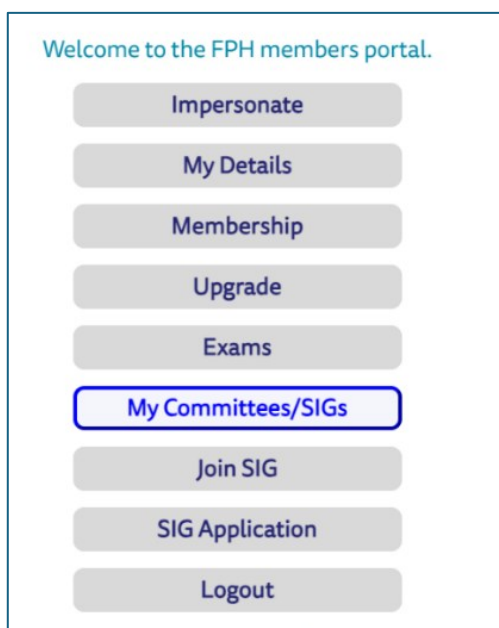 Welcome to the FPH members portal.
Impersonate
My Details
Membership
Upgrade
Exams
My Committees/SIGs
Join SIG
SIG Application
Logout